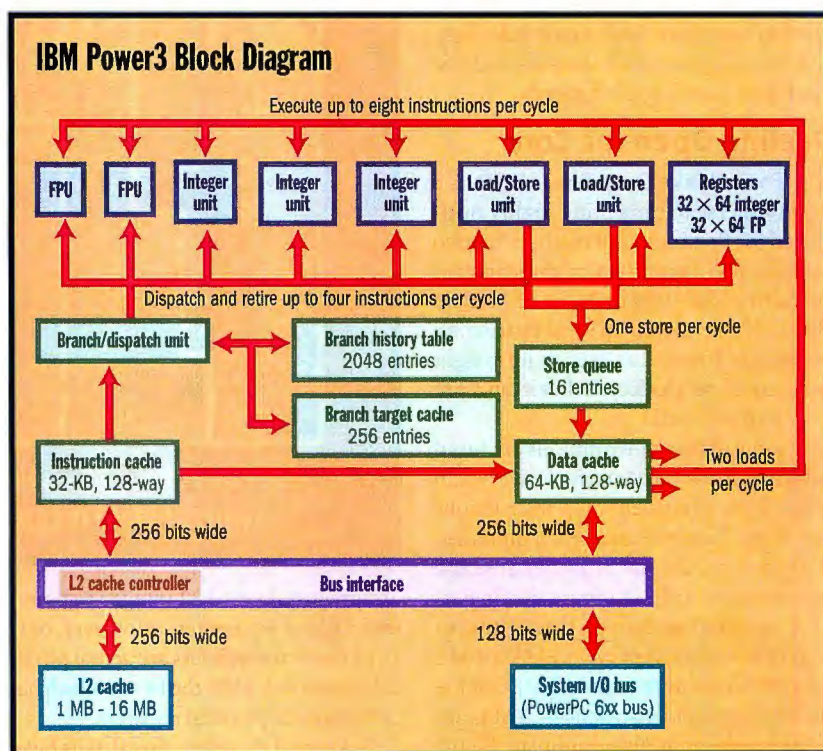 IBM Power3 Block Diagram
Execute up to eight instructions per cycle
FPU
FPU
Integer
unit
Integer
unit
Integer
unit
Load/Store
unit
Load/Store
unit
Registers
32 × 64 integer
32 × 64 FP
Dispatch and retire up to four instructions per cycle
One store per cycle
Branch/dispatch unit
Branch history table
2048 entries
Store queue
16 entries
Branch target cache
256 entries
Instruction cache
32-KB, 128-way
Data cache
64-KB, 128-way
Two loads
per cycle
256 bits wide
256 bits wide
L2 cache controller
Bus interface
256 bits wide
128 bits wide
L2 cache
1 MB - 16 MB
System I/O bus
(PowerPC 6xx bus)